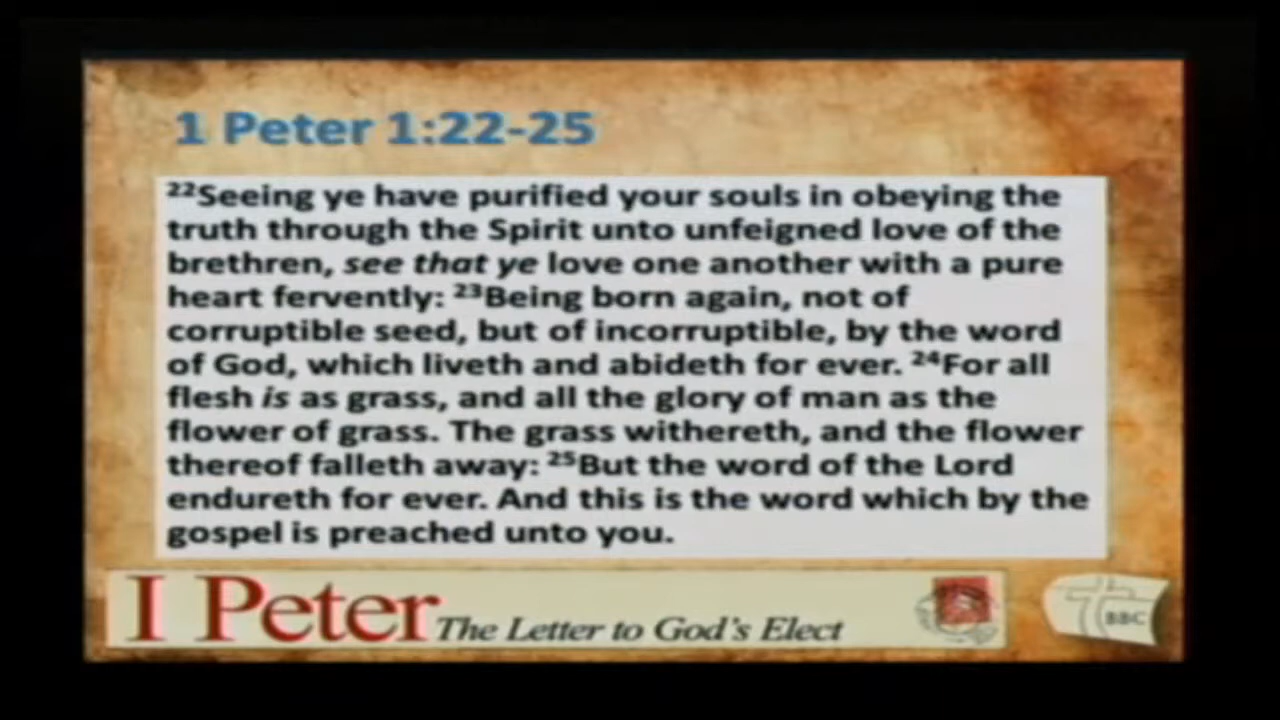 1 Peter 1:22-25
²²Seeing ye have purified your souls in obeying the
truth through the Spirit unto unfeigned love of the
brethren, see that ye love one another with a pure
heart fervently: ²³Being born again, not of
corruptible seed, but of incorruptible, by the word
of God, which liveth and abideth for ever. ²⁴For all
flesh is as grass, and all the glory of man as the
flower of grass. The grass withereth, and the flower
thereof falleth away: ²⁵But the word of the Lord
endureth for ever. And this is the word which by the
gospel is preached unto you.
I Peter The Letter to God's Elect
BBC